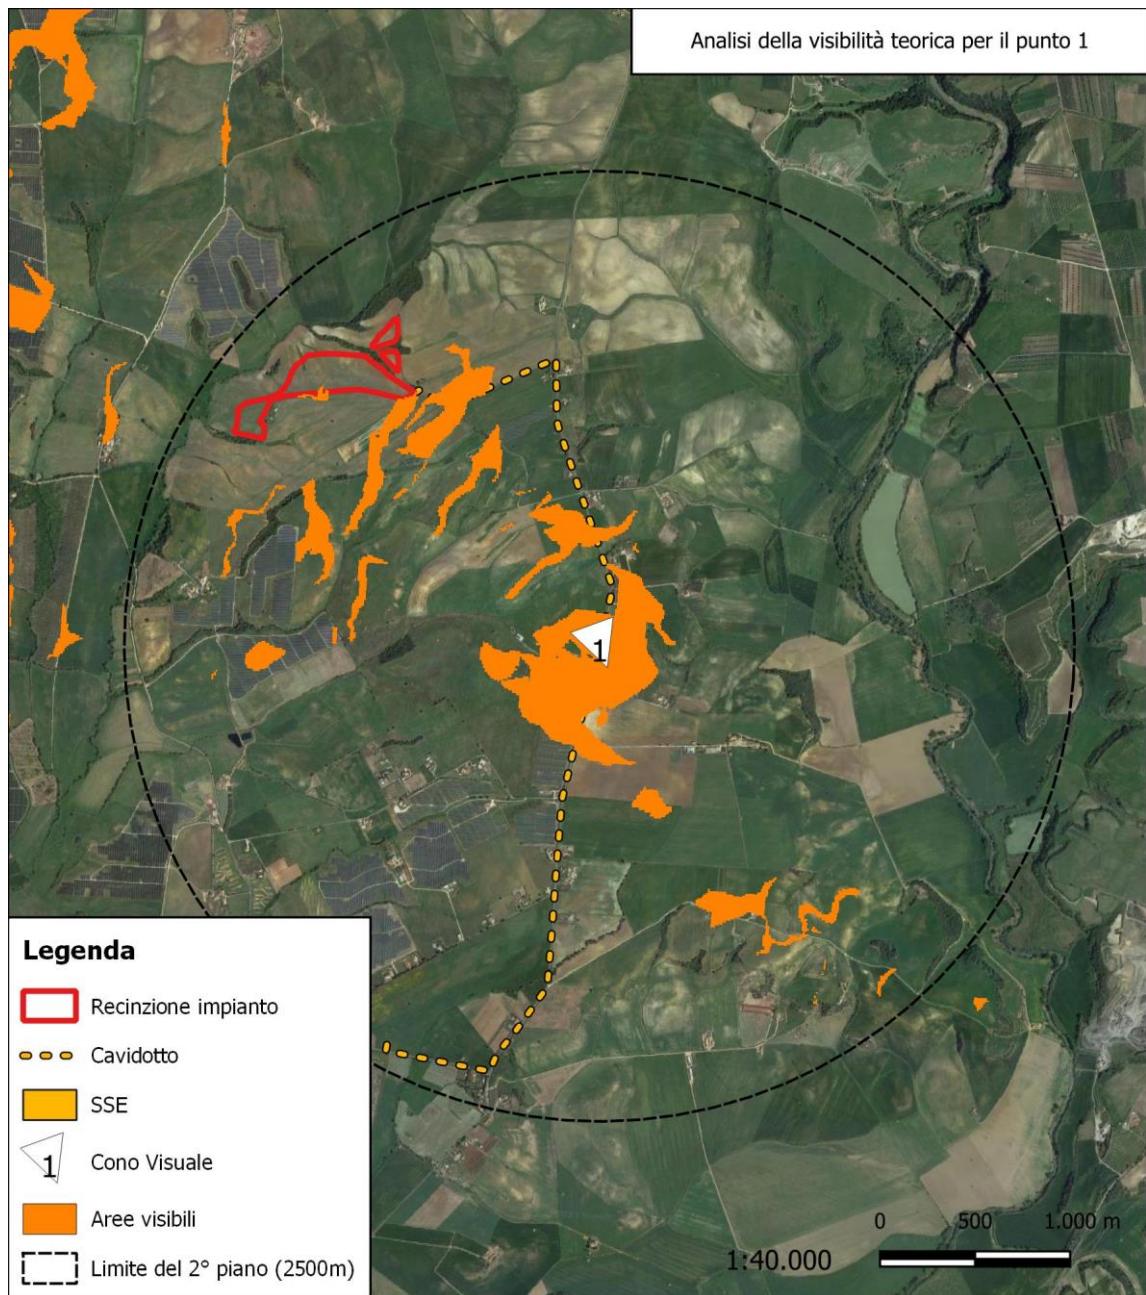 Analisi della visibilità teorica per il punto 1
1
Legenda
Recinzione impianto
Cavidotto
SSE
1
Cono Visuale
Aree visibili
Limite del 2° piano (2500m)
0 500 1.000 m
1:40.000